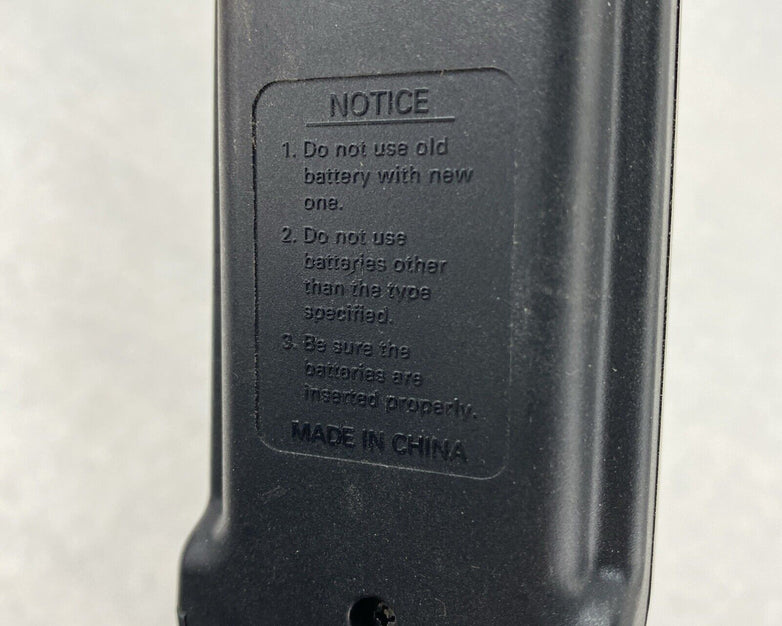 NOTICE
1. Do not use old
battery with new
one.
2. Do not use
batteries other
than the type
specified.
3. Be sure the
batteries are
inserted properly.
MADE IN CHINA